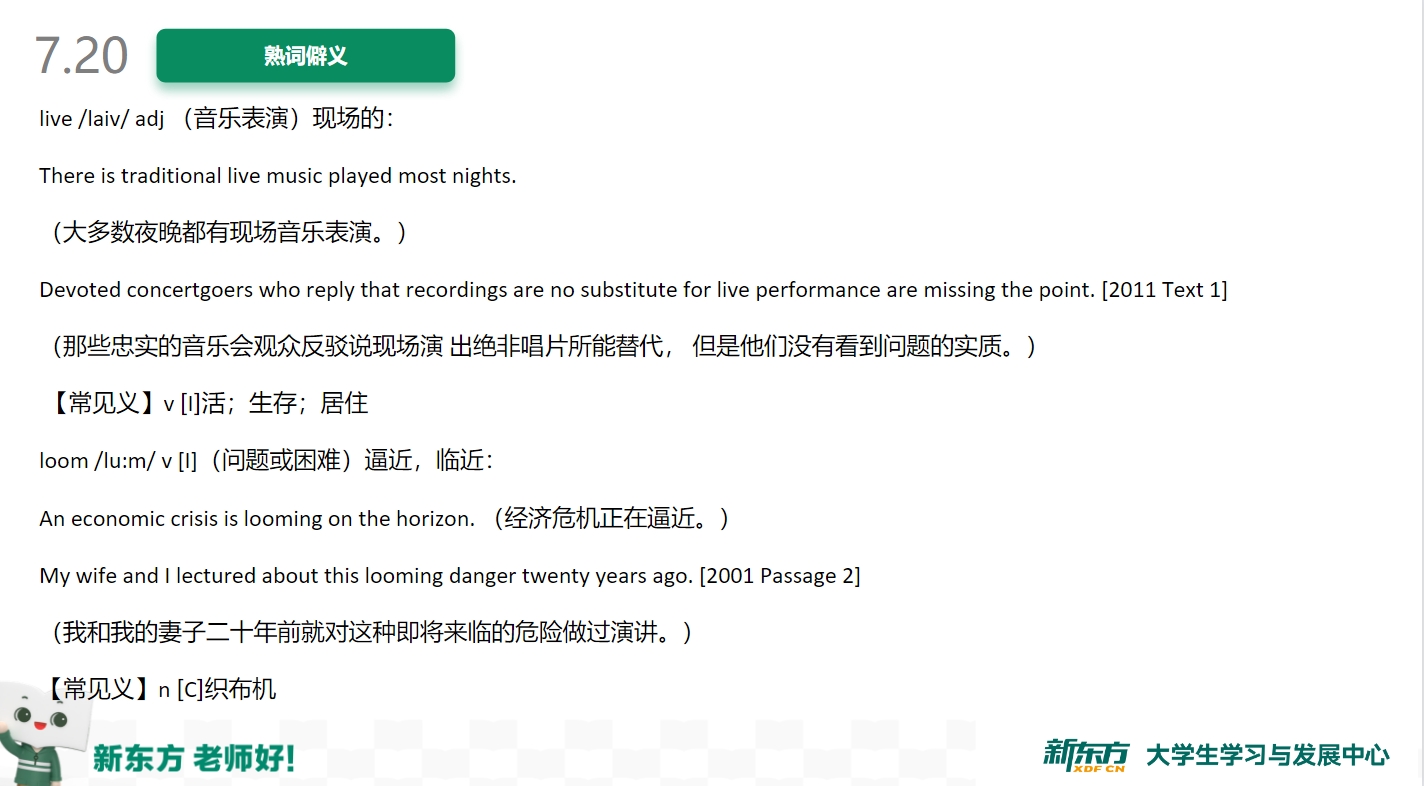 7.20
熟词僻义
live /laiv/ adj （音乐表演）现场的：
There is traditional live music played most nights.
（大多数夜晚都有现场音乐表演。）
Devoted concertgoers who reply that recordings are no substitute for live performance are missing the point. [2011 Text 1]
（那些忠实的音乐会观众反驳说现场演 出绝非唱片所能替代， 但是他们没有看到问题的实质。）
【常见义】v [I]活；生存；居住
loom /lu:m/ v [I]（问题或困难）逼近，临近：
An economic crisis is looming on the horizon. （经济危机正在逼近。）
My wife and I lectured about this looming danger twenty years ago. [2001 Passage 2]
（我和我的妻子二十年前就对这种即将来临的危险做过演讲。）
【常见义】n [C]织布机
新东方 老师好!
新东方 XDF.CN 大学生学习与发展中心